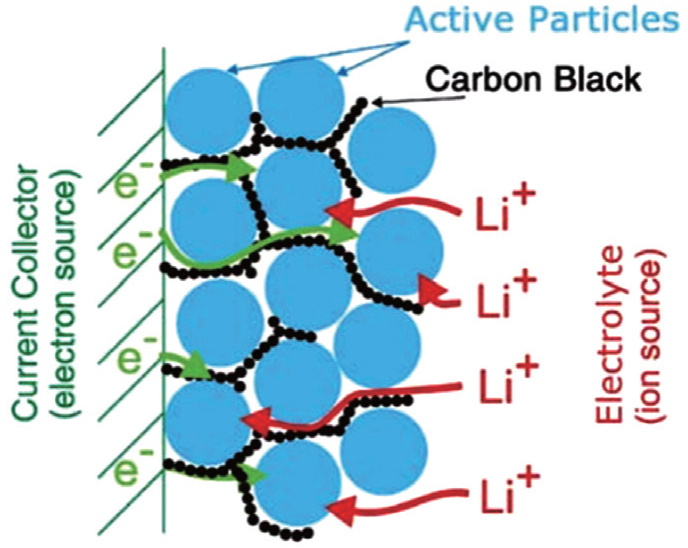 Active Particles
Carbon Black
Current Collector
(electron source)
e-
e-
e-
e-
Li+
Li+
Li+
Li+
Electrolyte
(ion source)